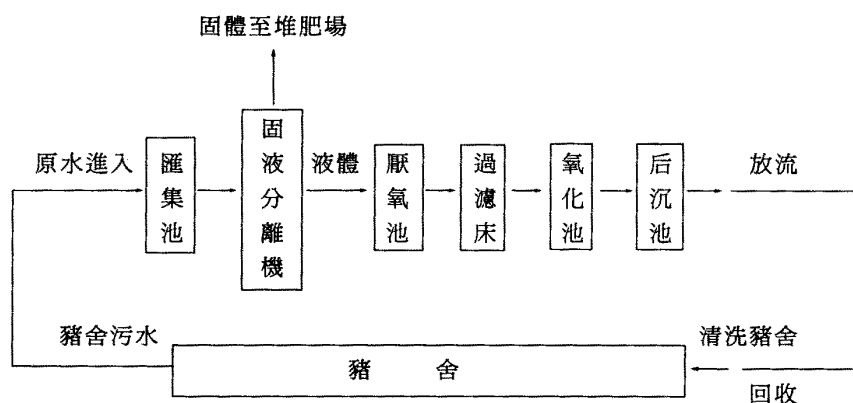 固體至堆肥場
原水進入
匯集池
固液分離機
液體
厭氧池
過濾床
氧化池
后沉池
放流
豬舍污水
豬舍
清洗豬舍
回收